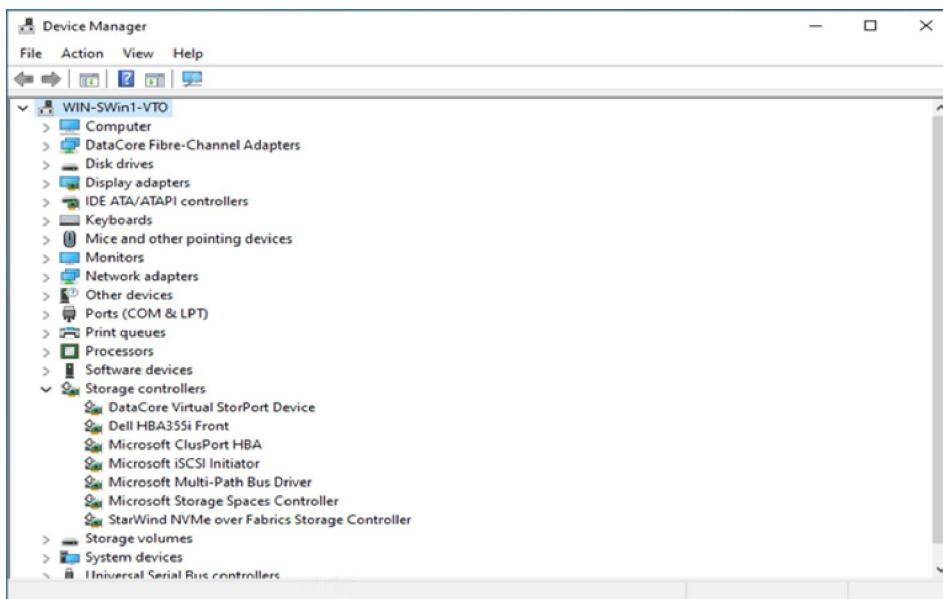 Device Manager
File Action View Help
WIN-SWin1-VTO
Computer
DataCore Fibre-Channel Adapters
Disk drives
Display adapters
IDE ATA/ATAPI controllers
Keyboards
Mice and other pointing devices
Monitors
Network adapters
Other devices
Ports (COM & LPT)
Print queues
Processors
Software devices
Storage controllers
DataCore Virtual StorPort Device
Dell HBA355i Front
Microsoft ClusPort HBA
Microsoft iSCSI Initiator
Microsoft Multi-Path Bus Driver
Microsoft Storage Spaces Controller
StarWind NVMe over Fabrics Storage Controller
Storage volumes
System devices
Universal Serial Bus controllers